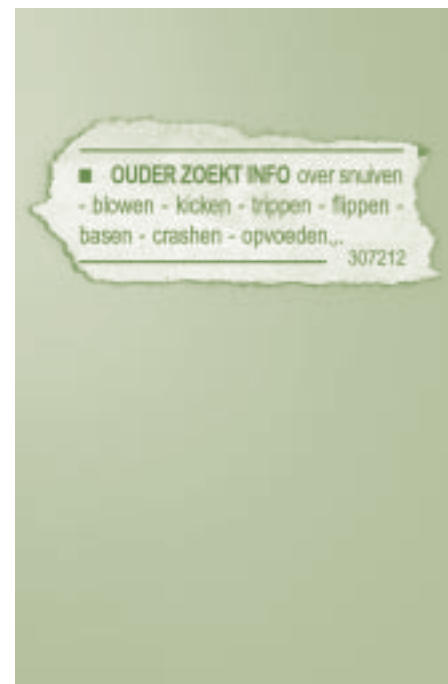 ■ OUDER ZOEKT INFO over snuiven
- blowen - kicken - trippen - flippen -
basen - crashen - opvoeden...
307212